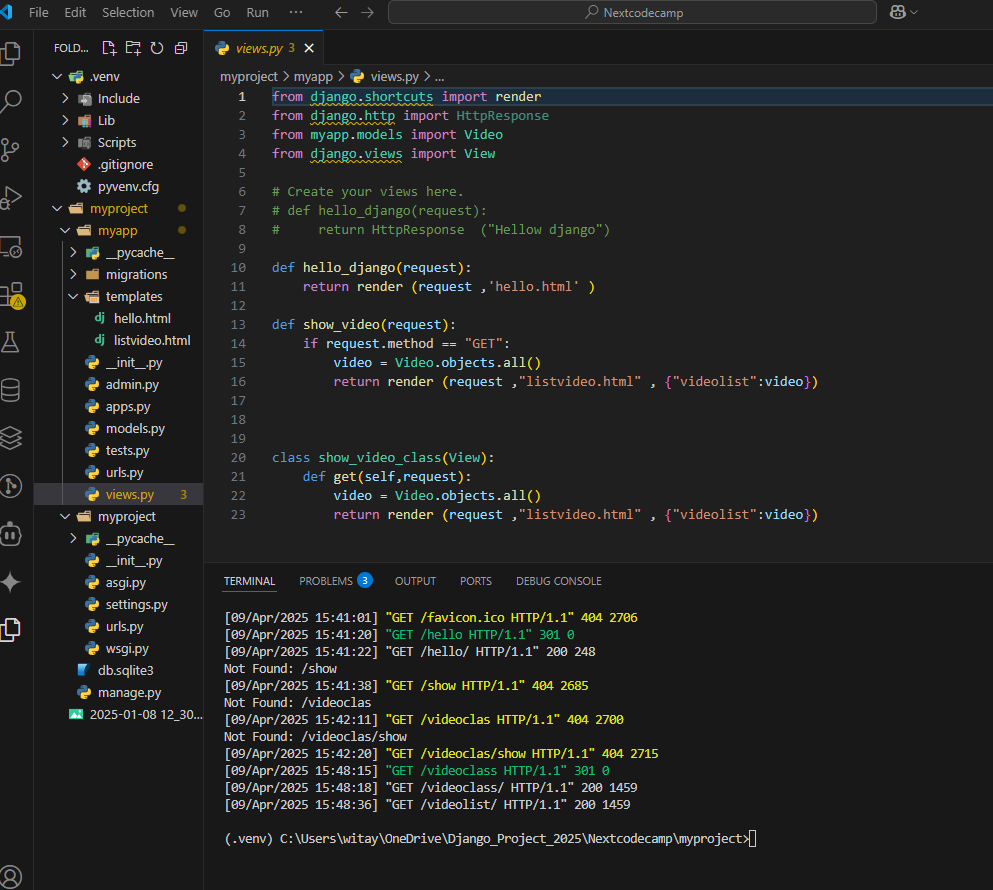 File Edit Selection View Go Run ··· Nextcodecamp
FOLD...
.venv
Include
Lib
Scripts
.gitignore
pyvenv.cfg
myproject
myapp
__pycache__
migrations
templates
hello.html
listvideo.html
__init__.py
admin.py
apps.py
models.py
tests.py
urls.py
views.py 3
myproject
__pycache__
__init__.py
asgi.py
settings.py
urls.py
wsgi.py
db.sqlite3
manage.py
2025-01-08 12_30...
views.py 3
myproject > myapp > views.py > ...
1 from django.shortcuts import render
2 from django.http import HttpResponse
3 from myapp.models import Video
4 from django.views import View
5
6 # Create your views here.
7 # def hello_django(request):
8 #     return HttpResponse  ("Hellow django")
9
10 def hello_django(request):
11     return render (request ,'hello.html' )
12
13 def show_video(request):
14     if request.method == "GET":
15         video = Video.objects.all()
16         return render (request ,"listvideo.html" , {"videolist":video})
17
18
19
20 class show_video_class(View):
21     def get(self,request):
22         video = Video.objects.all()
23         return render (request ,"listvideo.html" , {"videolist":video})
TERMINAL PROBLEMS 3 OUTPUT PORTS DEBUG CONSOLE
[09/Apr/2025 15:41:01] "GET /favicon.ico HTTP/1.1" 404 2706
[09/Apr/2025 15:41:20] "GET /hello HTTP/1.1" 301 0
[09/Apr/2025 15:41:22] "GET /hello/ HTTP/1.1" 200 248
Not Found: /show
[09/Apr/2025 15:41:38] "GET /show HTTP/1.1" 404 2685
Not Found: /videoclas
[09/Apr/2025 15:42:11] "GET /videoclas HTTP/1.1" 404 2700
Not Found: /videoclas/show
[09/Apr/2025 15:42:20] "GET /videoclas/show HTTP/1.1" 404 2715
[09/Apr/2025 15:48:15] "GET /videoclass HTTP/1.1" 301 0
[09/Apr/2025 15:48:18] "GET /videoclass/ HTTP/1.1" 200 1459
[09/Apr/2025 15:48:36] "GET /videolist/ HTTP/1.1" 200 1459
(.venv) C:\Users\witay\OneDrive\Django_Project_2025\Nextcodecamp\myproject>